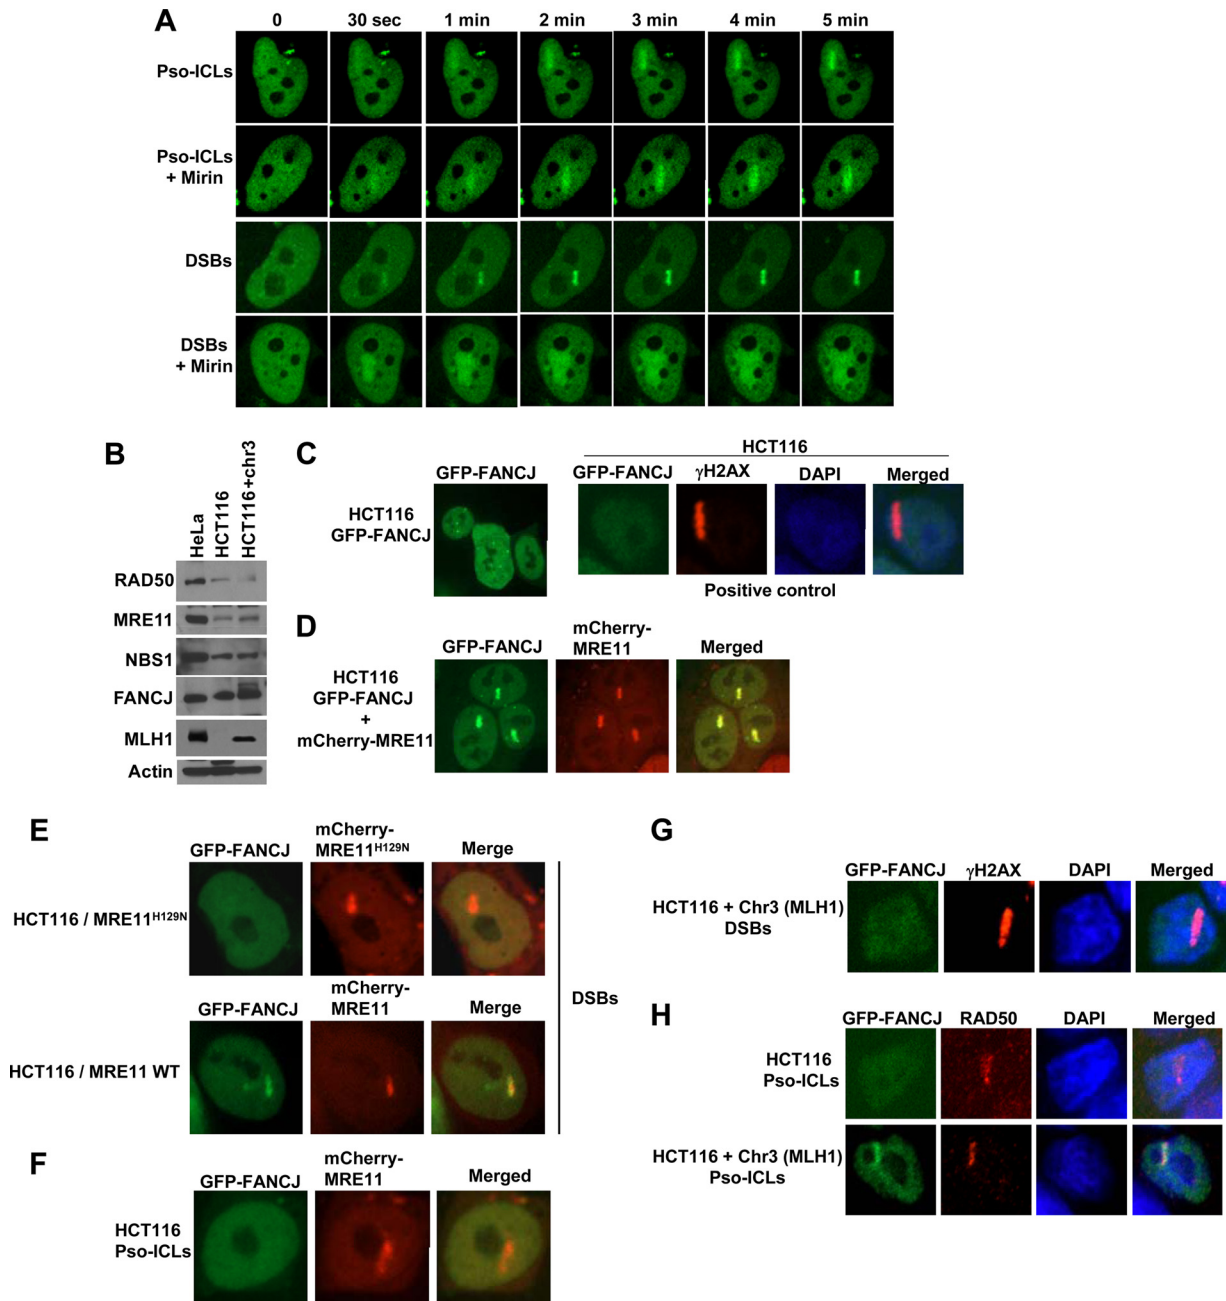 A
0 30 sec 1 min 2 min 3 min 4 min 5 min
Pso-ICLs
Pso-ICLs
+ Mirin
DSBs
DSBs
+ Mirin
B
HeLa
HCT116
HCT116+chr3
RAD50
MRE11
NBS1
FANCJ
MLH1
Actin
C
HCT116
GFP-FANCJ
GFP-FANCJ γH2AX DAPI Merged
HCT116
GFP-FANCJ
Positive control
D
GFP-FANCJ
mCherry-
MRE11
Merged
HCT116
GFP-FANCJ
+
mCherry-MRE11
E
GFP-FANCJ
mCherry-
MRE11H129N
Merge
HCT116 / MRE11H129N
GFP-FANCJ
mCherry-
MRE11
Merge
HCT116 / MRE11 WT
DSBs
F
GFP-FANCJ
mCherry-
MRE11
Merged
HCT116
Pso-ICLs
G
GFP-FANCJ γH2AX DAPI Merged
HCT116 + Chr3 (MLH1)
DSBs
H
GFP-FANCJ RAD50 DAPI Merged
HCT116
Pso-ICLs
HCT116 + Chr3 (MLH1)
Pso-ICLs